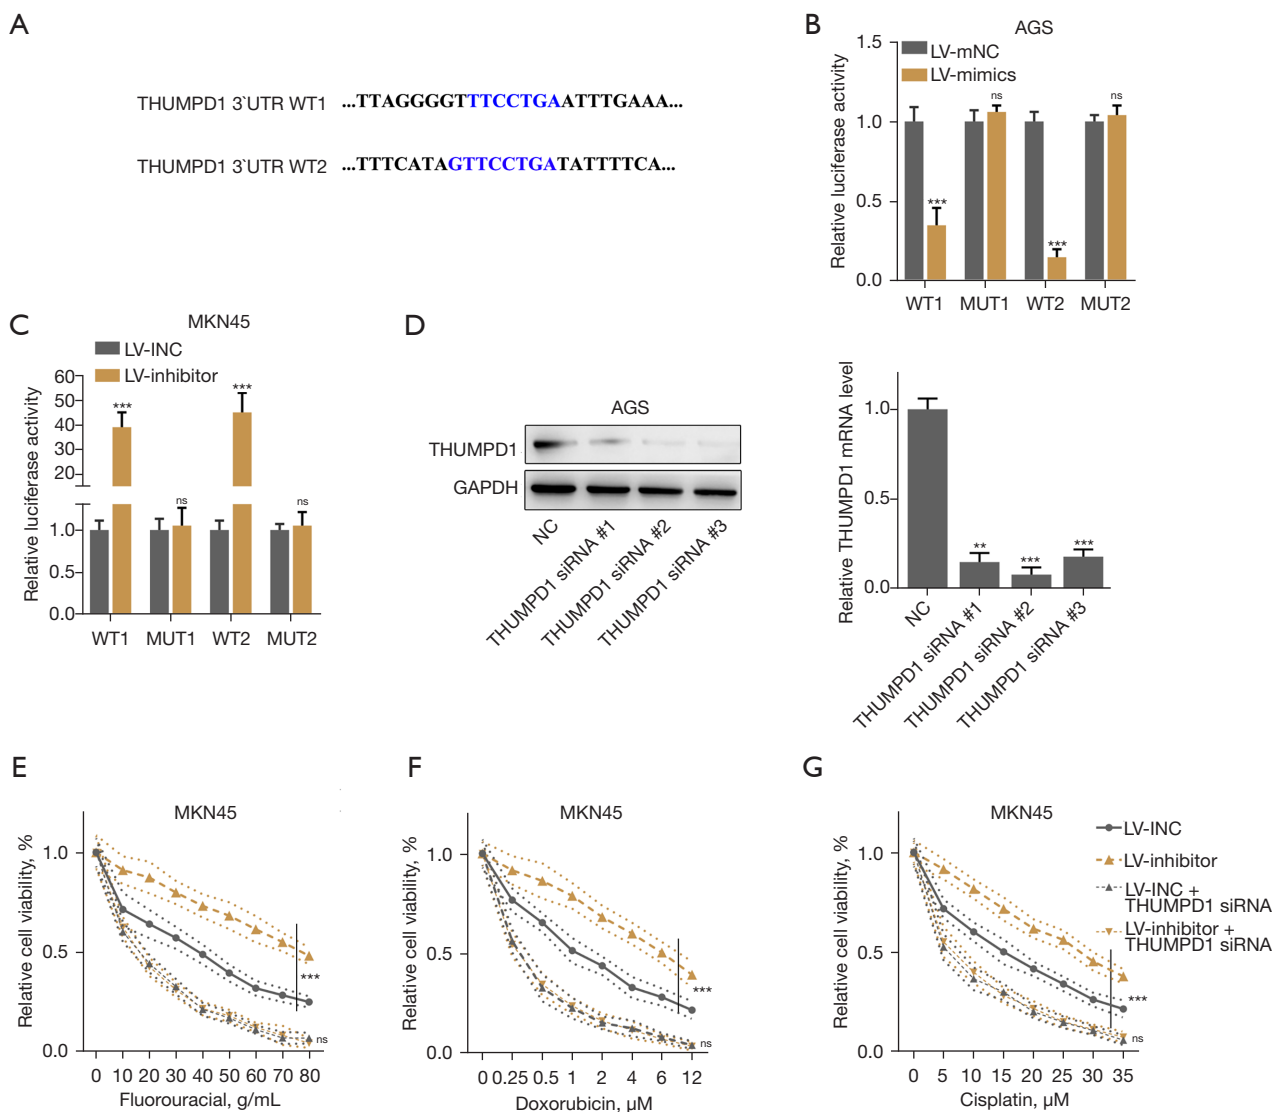 A
THUMPD1 3`UTR WT1 ...TTAGGGGTTTCCTGAATTTGAAA...
THUMPD1 3`UTR WT2 ...TTTCATAGTTCCTGATATTTTCA...
B
AGS
LV-mNC
LV-mimics
Relative luciferase activity
1.5
1.0
0.5
0.0
***
ns
***
ns
WT1 MUT1 WT2 MUT2
C
MKN45
LV-INC
LV-inhibitor
Relative luciferase activity
60
50
40
30
20
1.0
0.5
0.0
***
ns
***
ns
WT1 MUT1 WT2 MUT2
D
AGS
THUMPD1
GAPDH
NC
THUMPD1 siRNA #1
THUMPD1 siRNA #2
THUMPD1 siRNA #3
Relative THUMPD1 mRNA level
1.0
0.5
0.0
**
***
***
NC
THUMPD1 siRNA #1
THUMPD1 siRNA #2
THUMPD1 siRNA #3
E
MKN45
Relative cell viability, %
1.0
0.5
0.0
***
ns
0 10 20 30 40 50 60 70 80
Fluorouracial, g/mL
F
MKN45
Relative cell viability, %
1.0
0.5
0.0
***
ns
0 0.25 0.5 1 2 4 6 12
Doxorubicin, µM
G
MKN45
Relative cell viability, %
1.0
0.5
0.0
***
ns
0 5 10 15 20 25 30 35
Cisplatin, µM
LV-INC
LV-inhibitor
LV-INC +
THUMPD1 siRNA
LV-inhibitor +
THUMPD1 siRNA